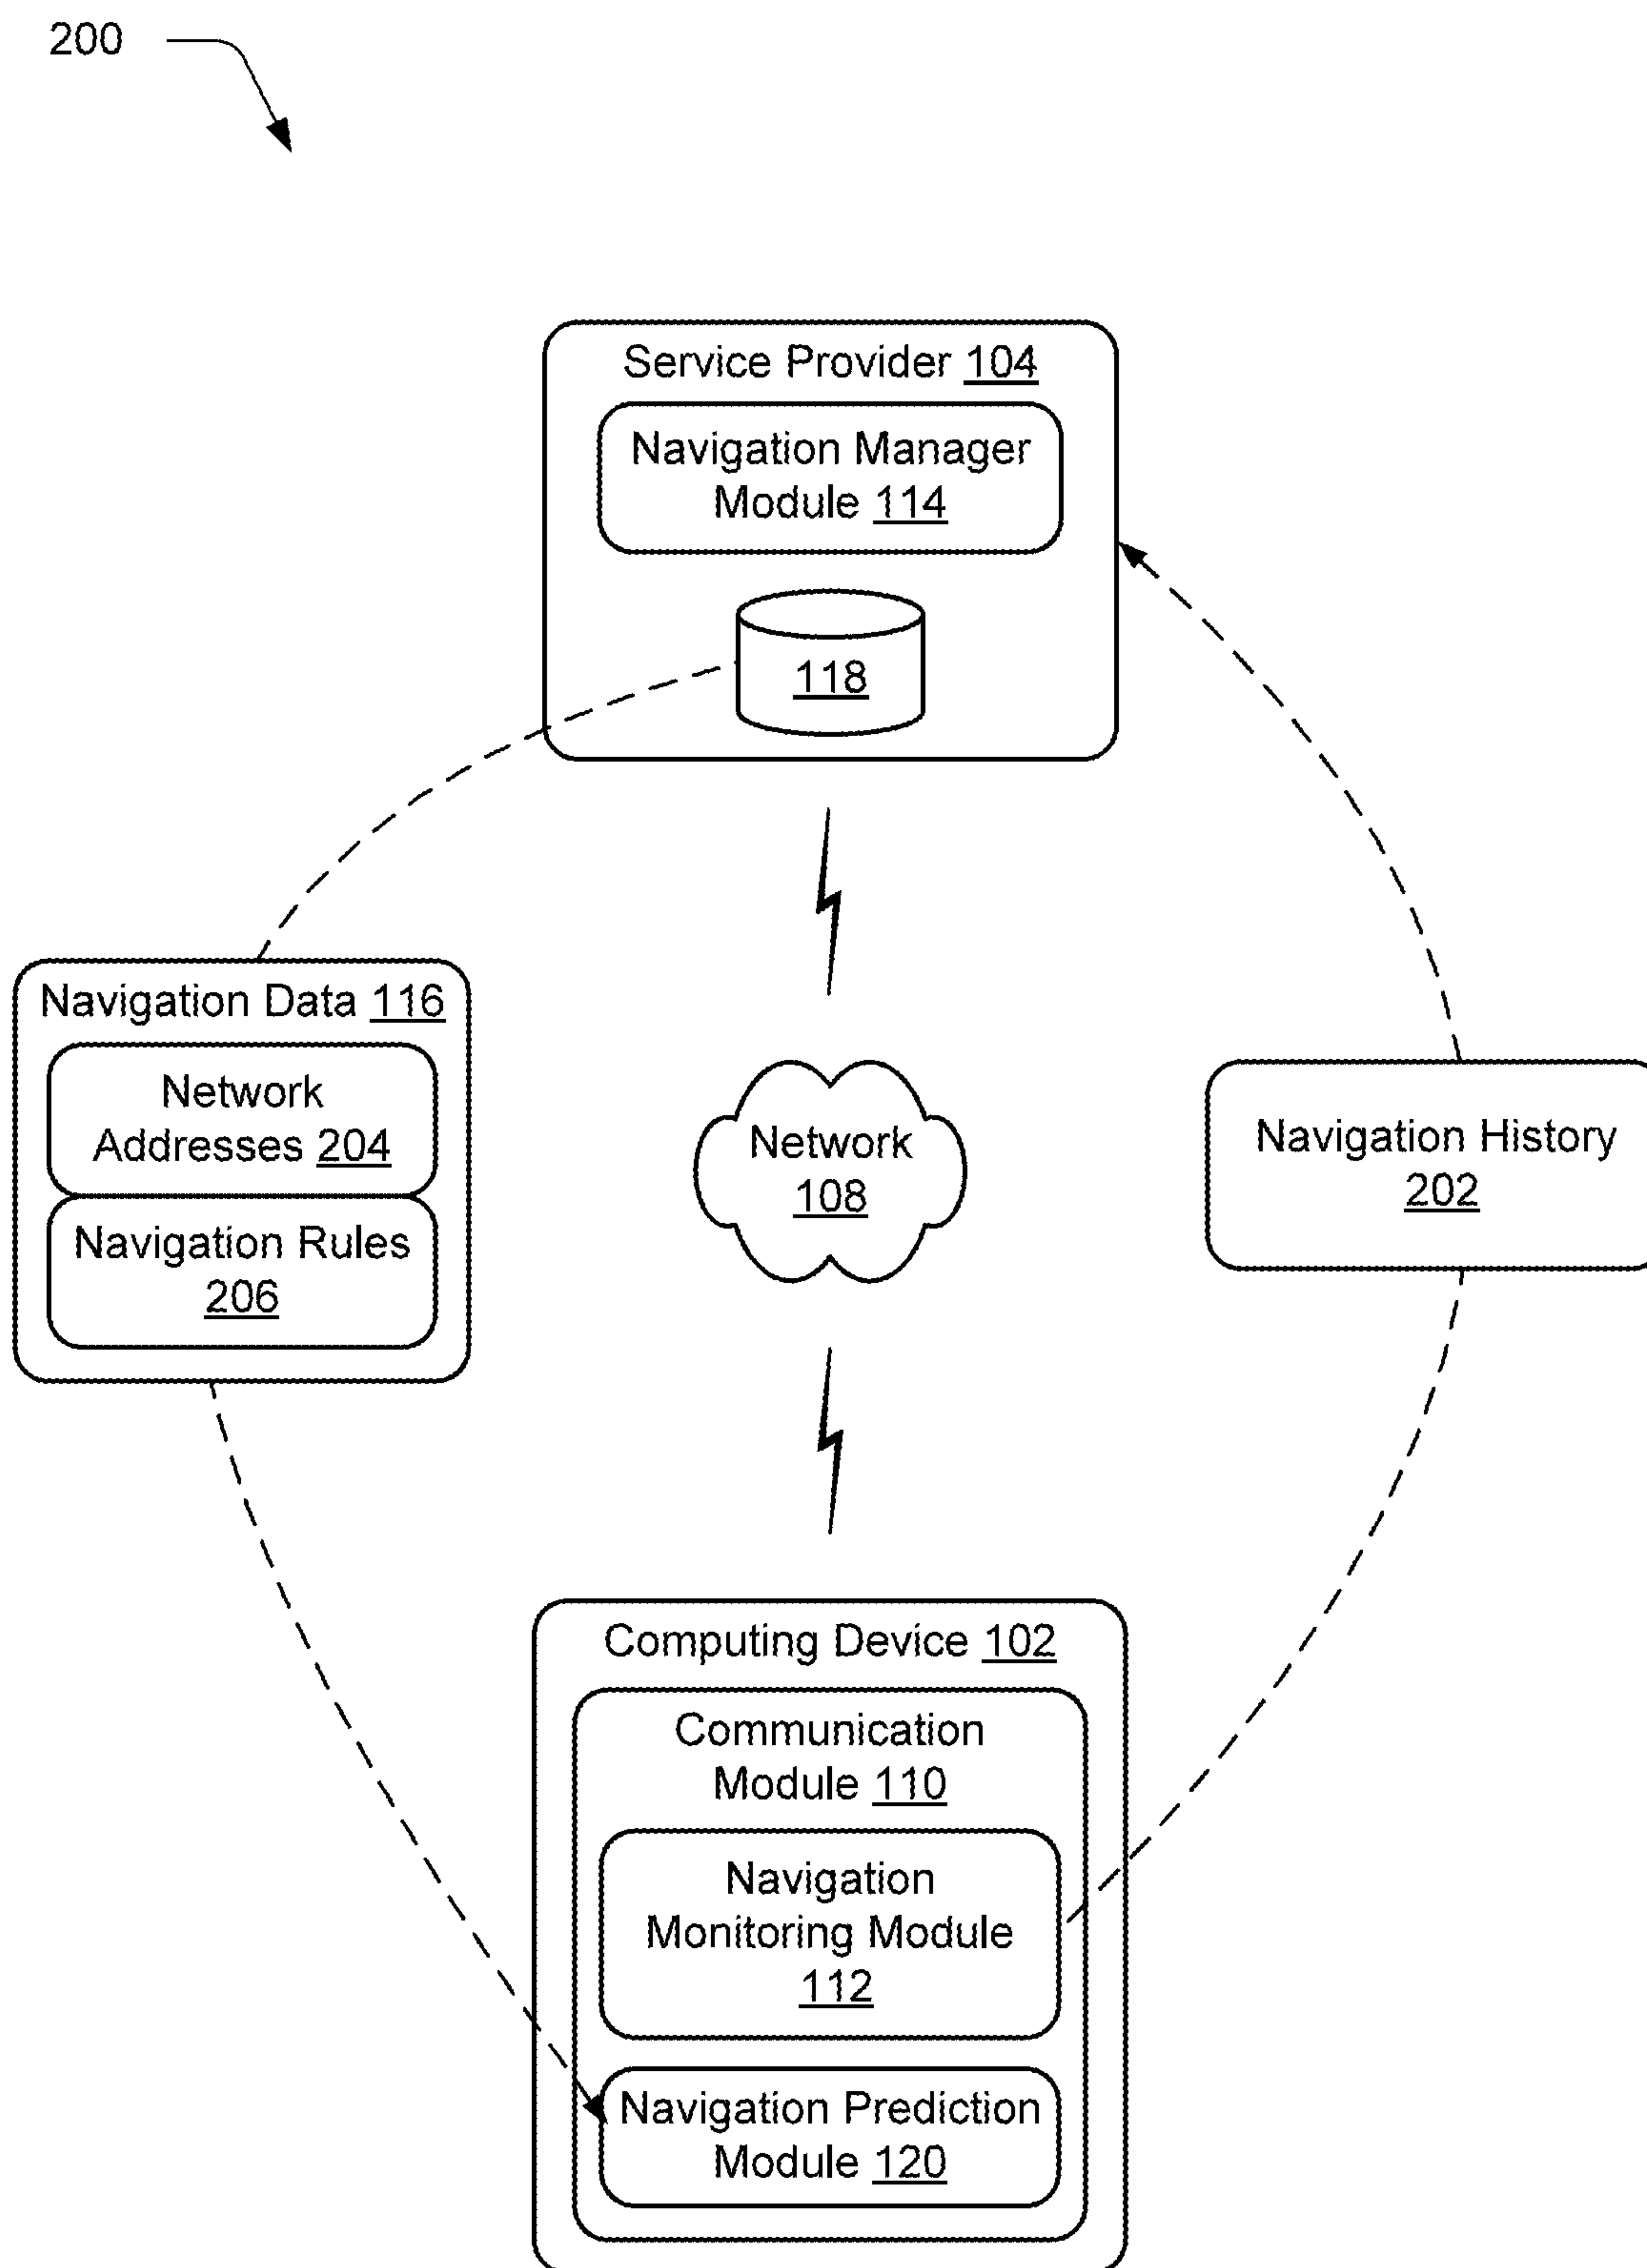 200
Service Provider 104
Navigation Manager
Module 114
118
Navigation Data 116
Network
Addresses 204
Navigation Rules
206
Network
108
Navigation History
202
Computing Device 102
Communication
Module 110
Navigation
Monitoring Module
112
Navigation Prediction
Module 120